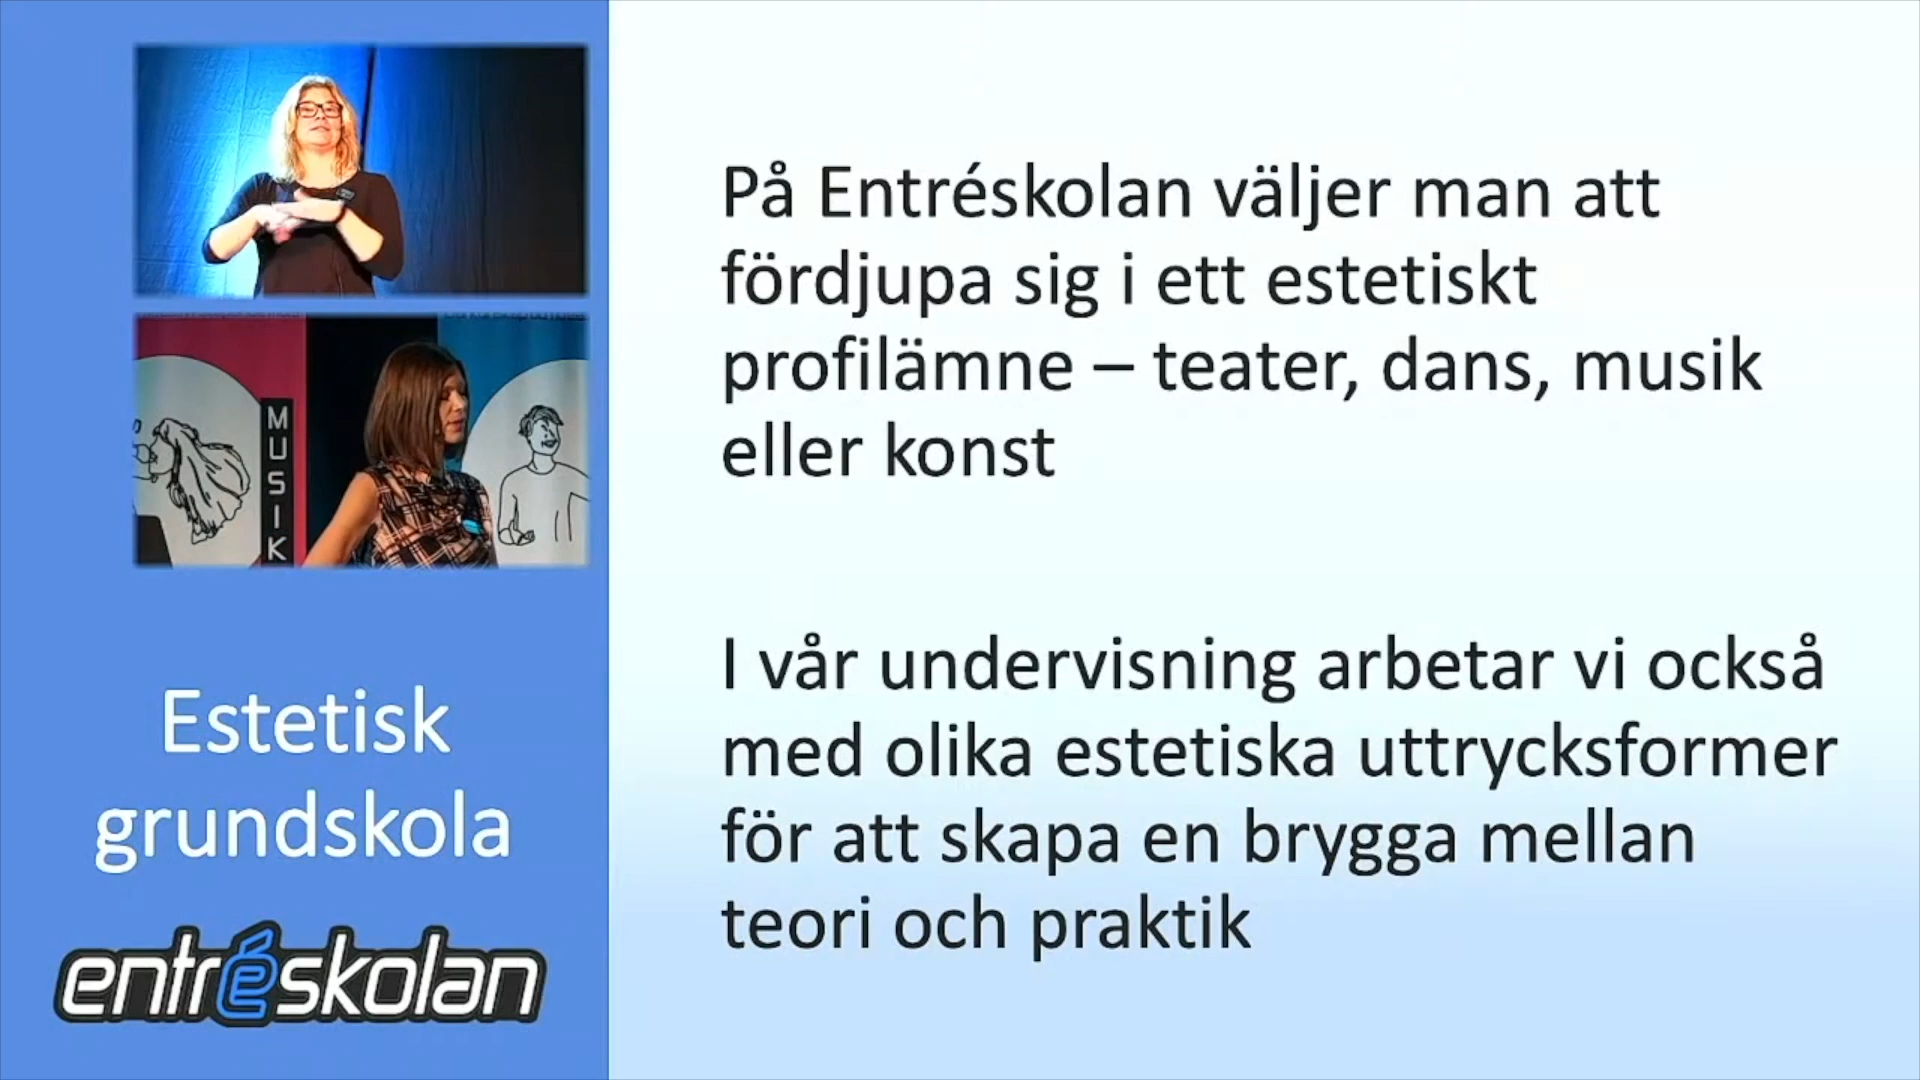 MUSIK
Estetisk
grundskola
entréskolan
På Entréskolan väljer man att
fördjupa sig i ett estetiskt
profilämne – teater, dans, musik
eller konst
I vår undervisning arbetar vi också
med olika estetiska uttrycksformer
för att skapa en brygga mellan
teori och praktik